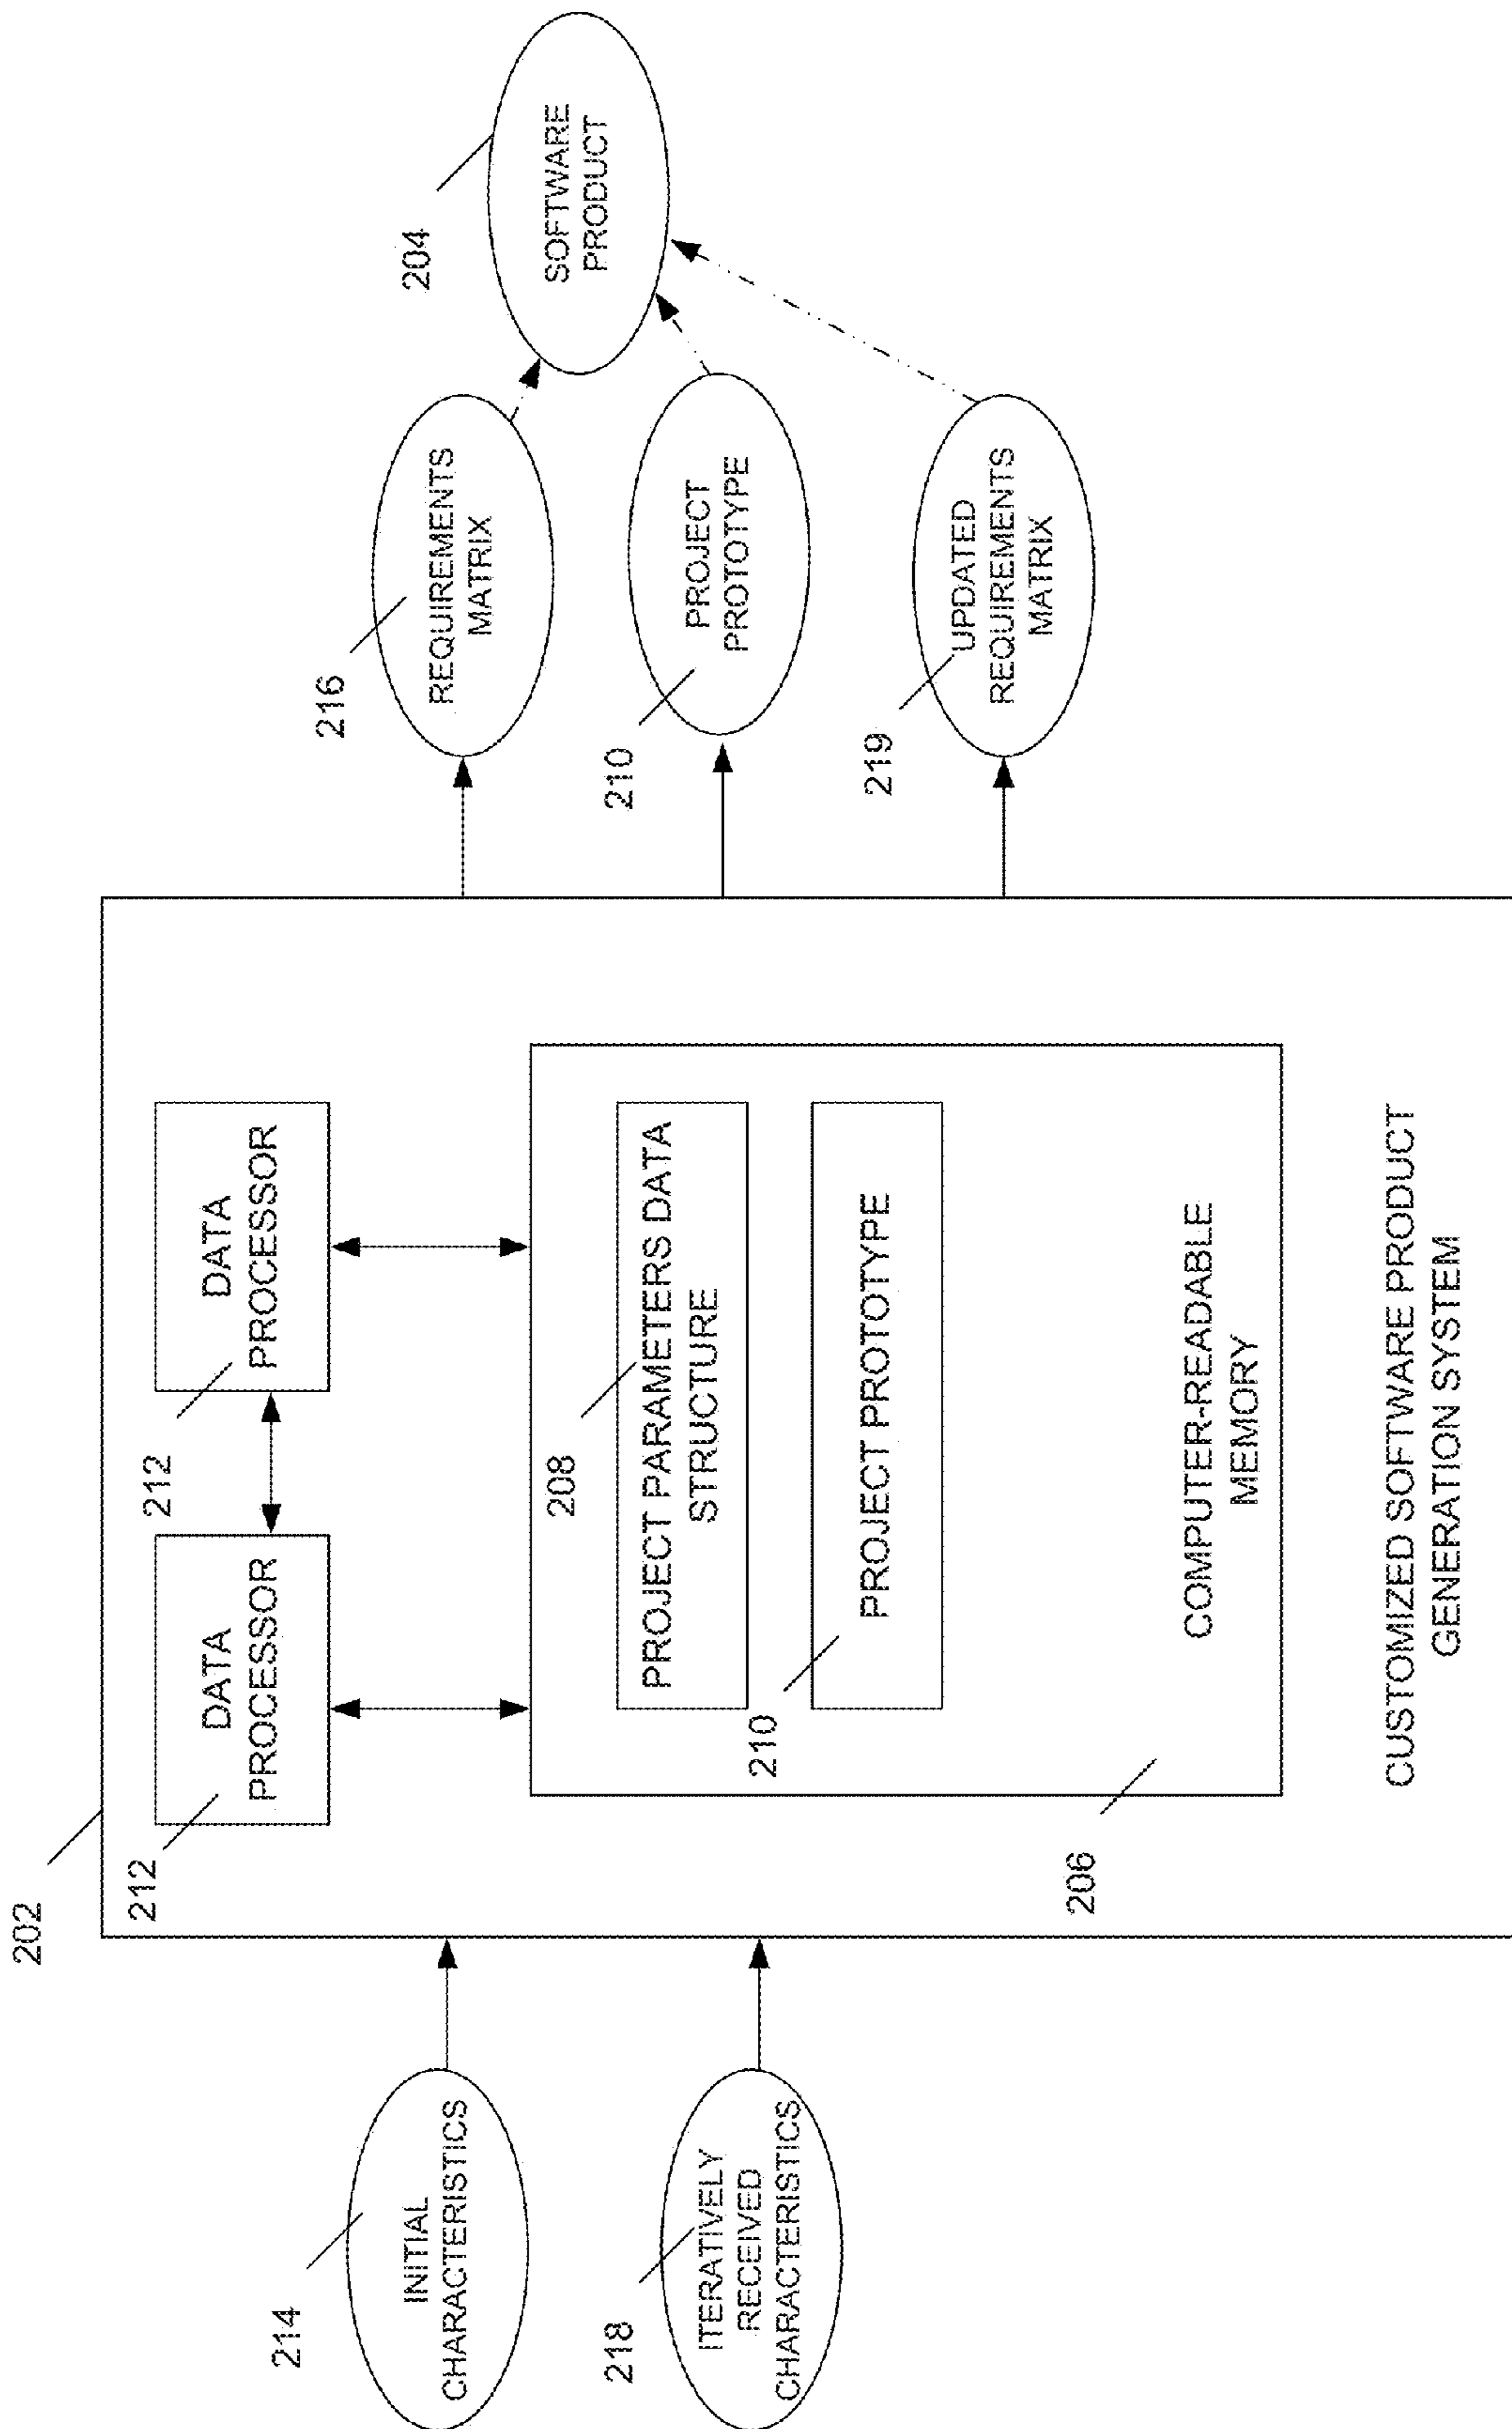 202
214
INITIAL
CHARACTERISTICS
218
ITERATIVELY
RECEIVED
CHARACTERISTICS
212
DATA
PROCESSOR
212
DATA
PROCESSOR
208
PROJECT PARAMETERS DATA
STRUCTURE
210
PROJECT PROTOTYPE
COMPUTER-READABLE
MEMORY
206
CUSTOMIZED SOFTWARE PRODUCT
GENERATION SYSTEM
216
REQUIREMENTS
MATRIX
210
PROJECT
PROTOTYPE
219
UPDATED
REQUIREMENTS
MATRIX
204
SOFTWARE
PRODUCT